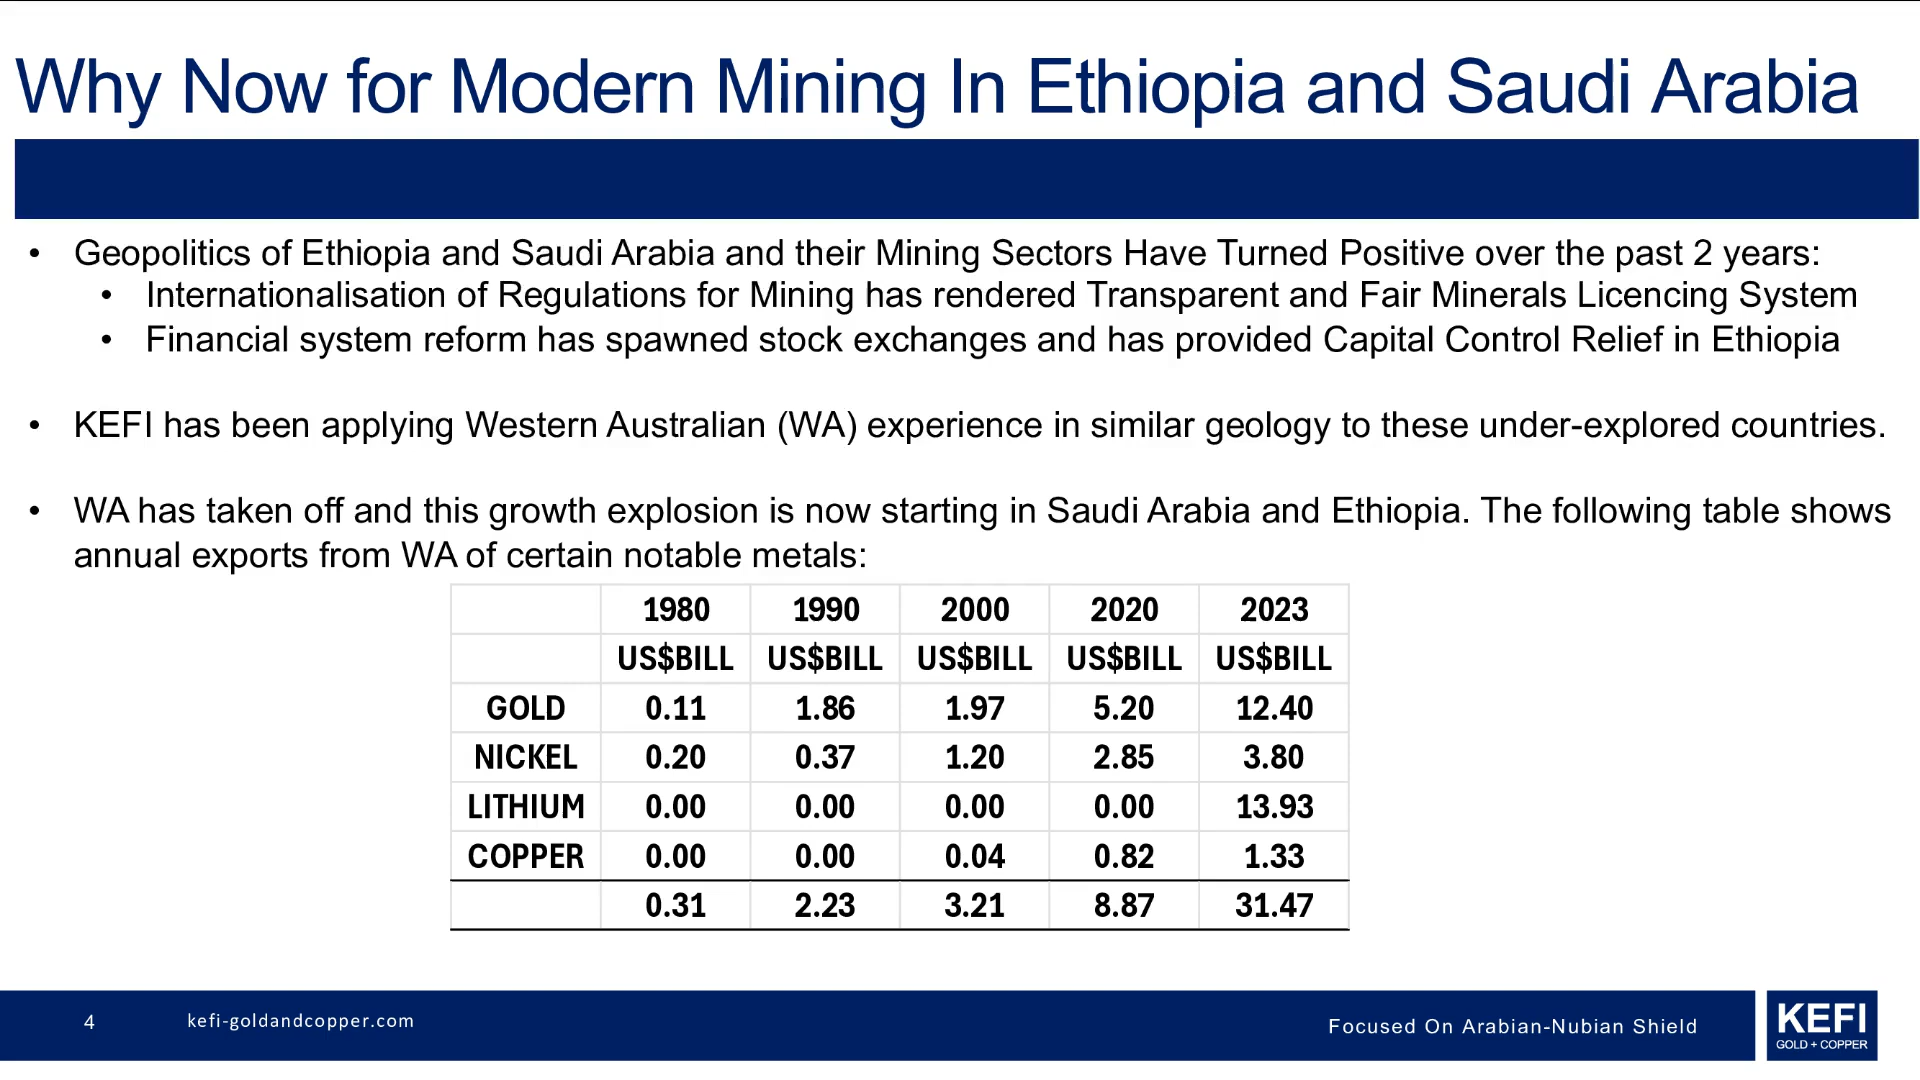 Why Now for Modern Mining In Ethiopia and Saudi Arabia
• Geopolitics of Ethiopia and Saudi Arabia and their Mining Sectors Have Turned Positive over the past 2 years:
• Internationalisation of Regulations for Mining has rendered Transparent and Fair Minerals Licencing System
• Financial system reform has spawned stock exchanges and has provided Capital Control Relief in Ethiopia
• KEFI has been applying Western Australian (WA) experience in similar geology to these under-explored countries.
• WA has taken off and this growth explosion is now starting in Saudi Arabia and Ethiopia. The following table shows
annual exports from WA of certain notable metals:
1980 1990 2000 2020 2023
US$BILL US$BILL US$BILL US$BILL US$BILL
GOLD 0.11 1.86 1.97 5.20 12.40
NICKEL 0.20 0.37 1.20 2.85 3.80
LITHIUM 0.00 0.00 0.00 0.00 13.93
COPPER 0.00 0.00 0.04 0.82 1.33
0.31 2.23 3.21 8.87 31.47
4 kefi-goldandcopper.com
Focused On Arabian-Nubian Shield
KEFI
GOLD + COPPER